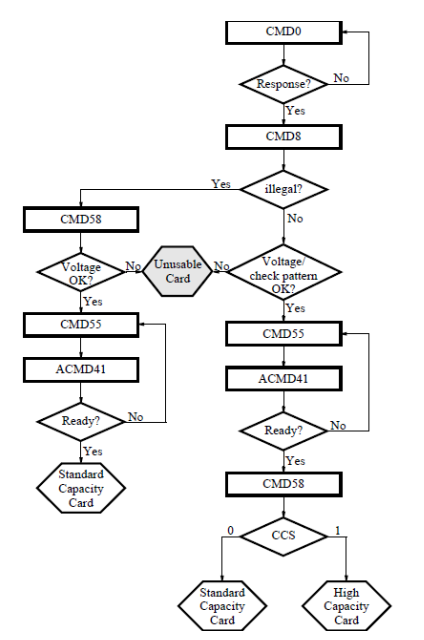 CMD0
Response?
No
Yes
CMD8
Yes
illegal?
No
CMD58
Voltage
OK?
No
Unusable
Card
No
Voltage/
check pattern
OK?
Yes
Yes
CMD55
CMD55
ACMD41
ACMD41
Ready?
No
Ready?
No
Yes
Yes
Standard
Capacity
Card
CMD58
0
CCS
1
Standard
Capacity
Card
High
Capacity
Card